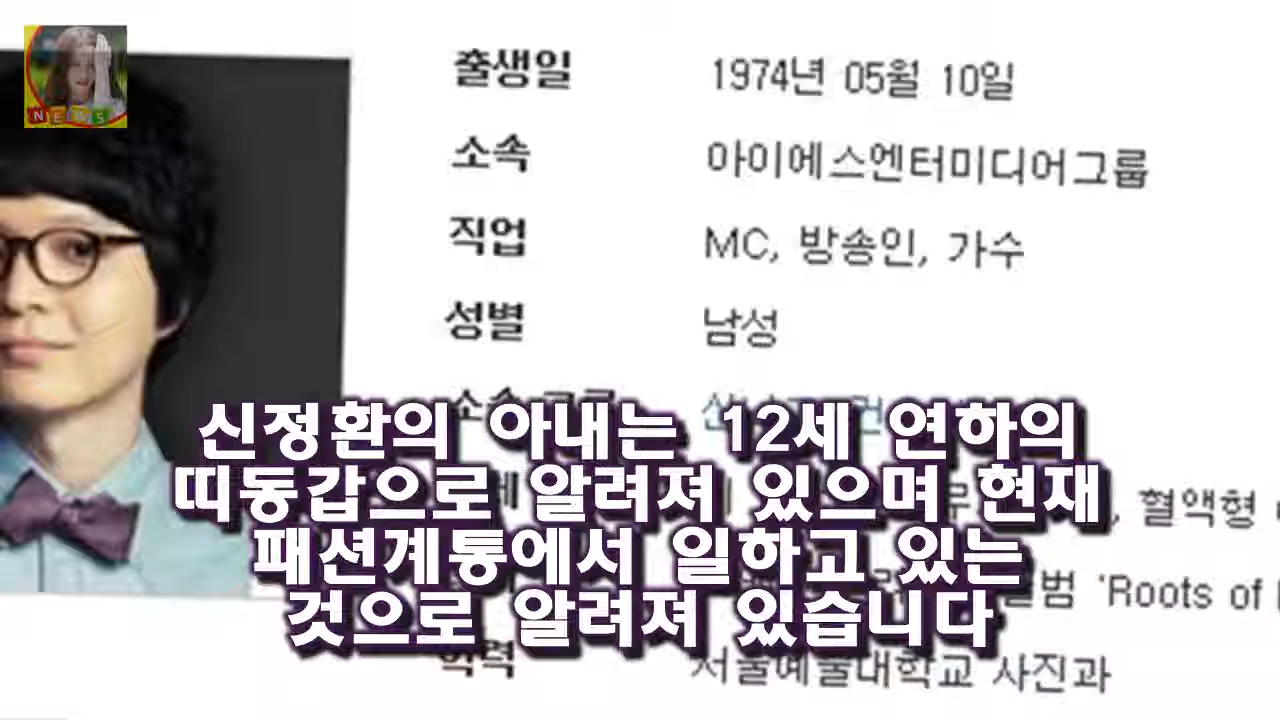 NEWS
출생일 1974년 05월 10일
소속 아이에스엔터미디어그룹
직업 MC, 방송인, 가수
성별 남성
신정환의 아내는 12세 연하의
띠동갑으로 알려져 있으며 현재
, 혈액형
패션계통에서 일하고 있는
'Roots of
것으로 알려져 있습니다
학력 서울예술대학교 사진과